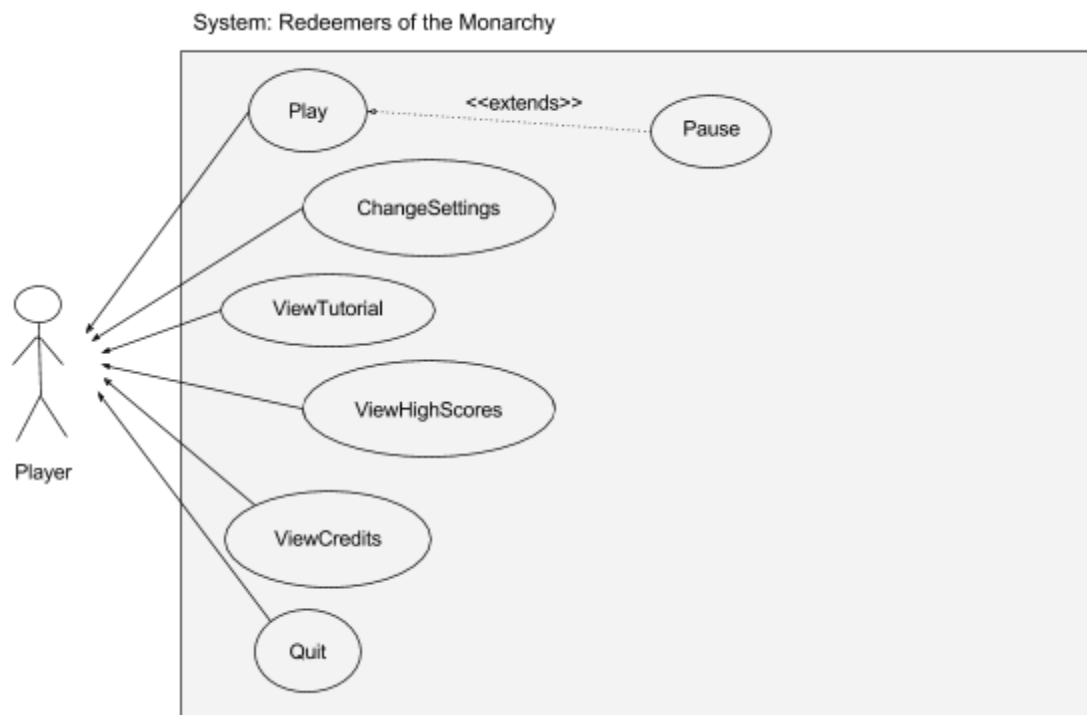 System: Redeemers of the Monarchy
Play
<<extends>>
Pause
ChangeSettings
ViewTutorial
ViewHighScores
Player
ViewCredits
Quit